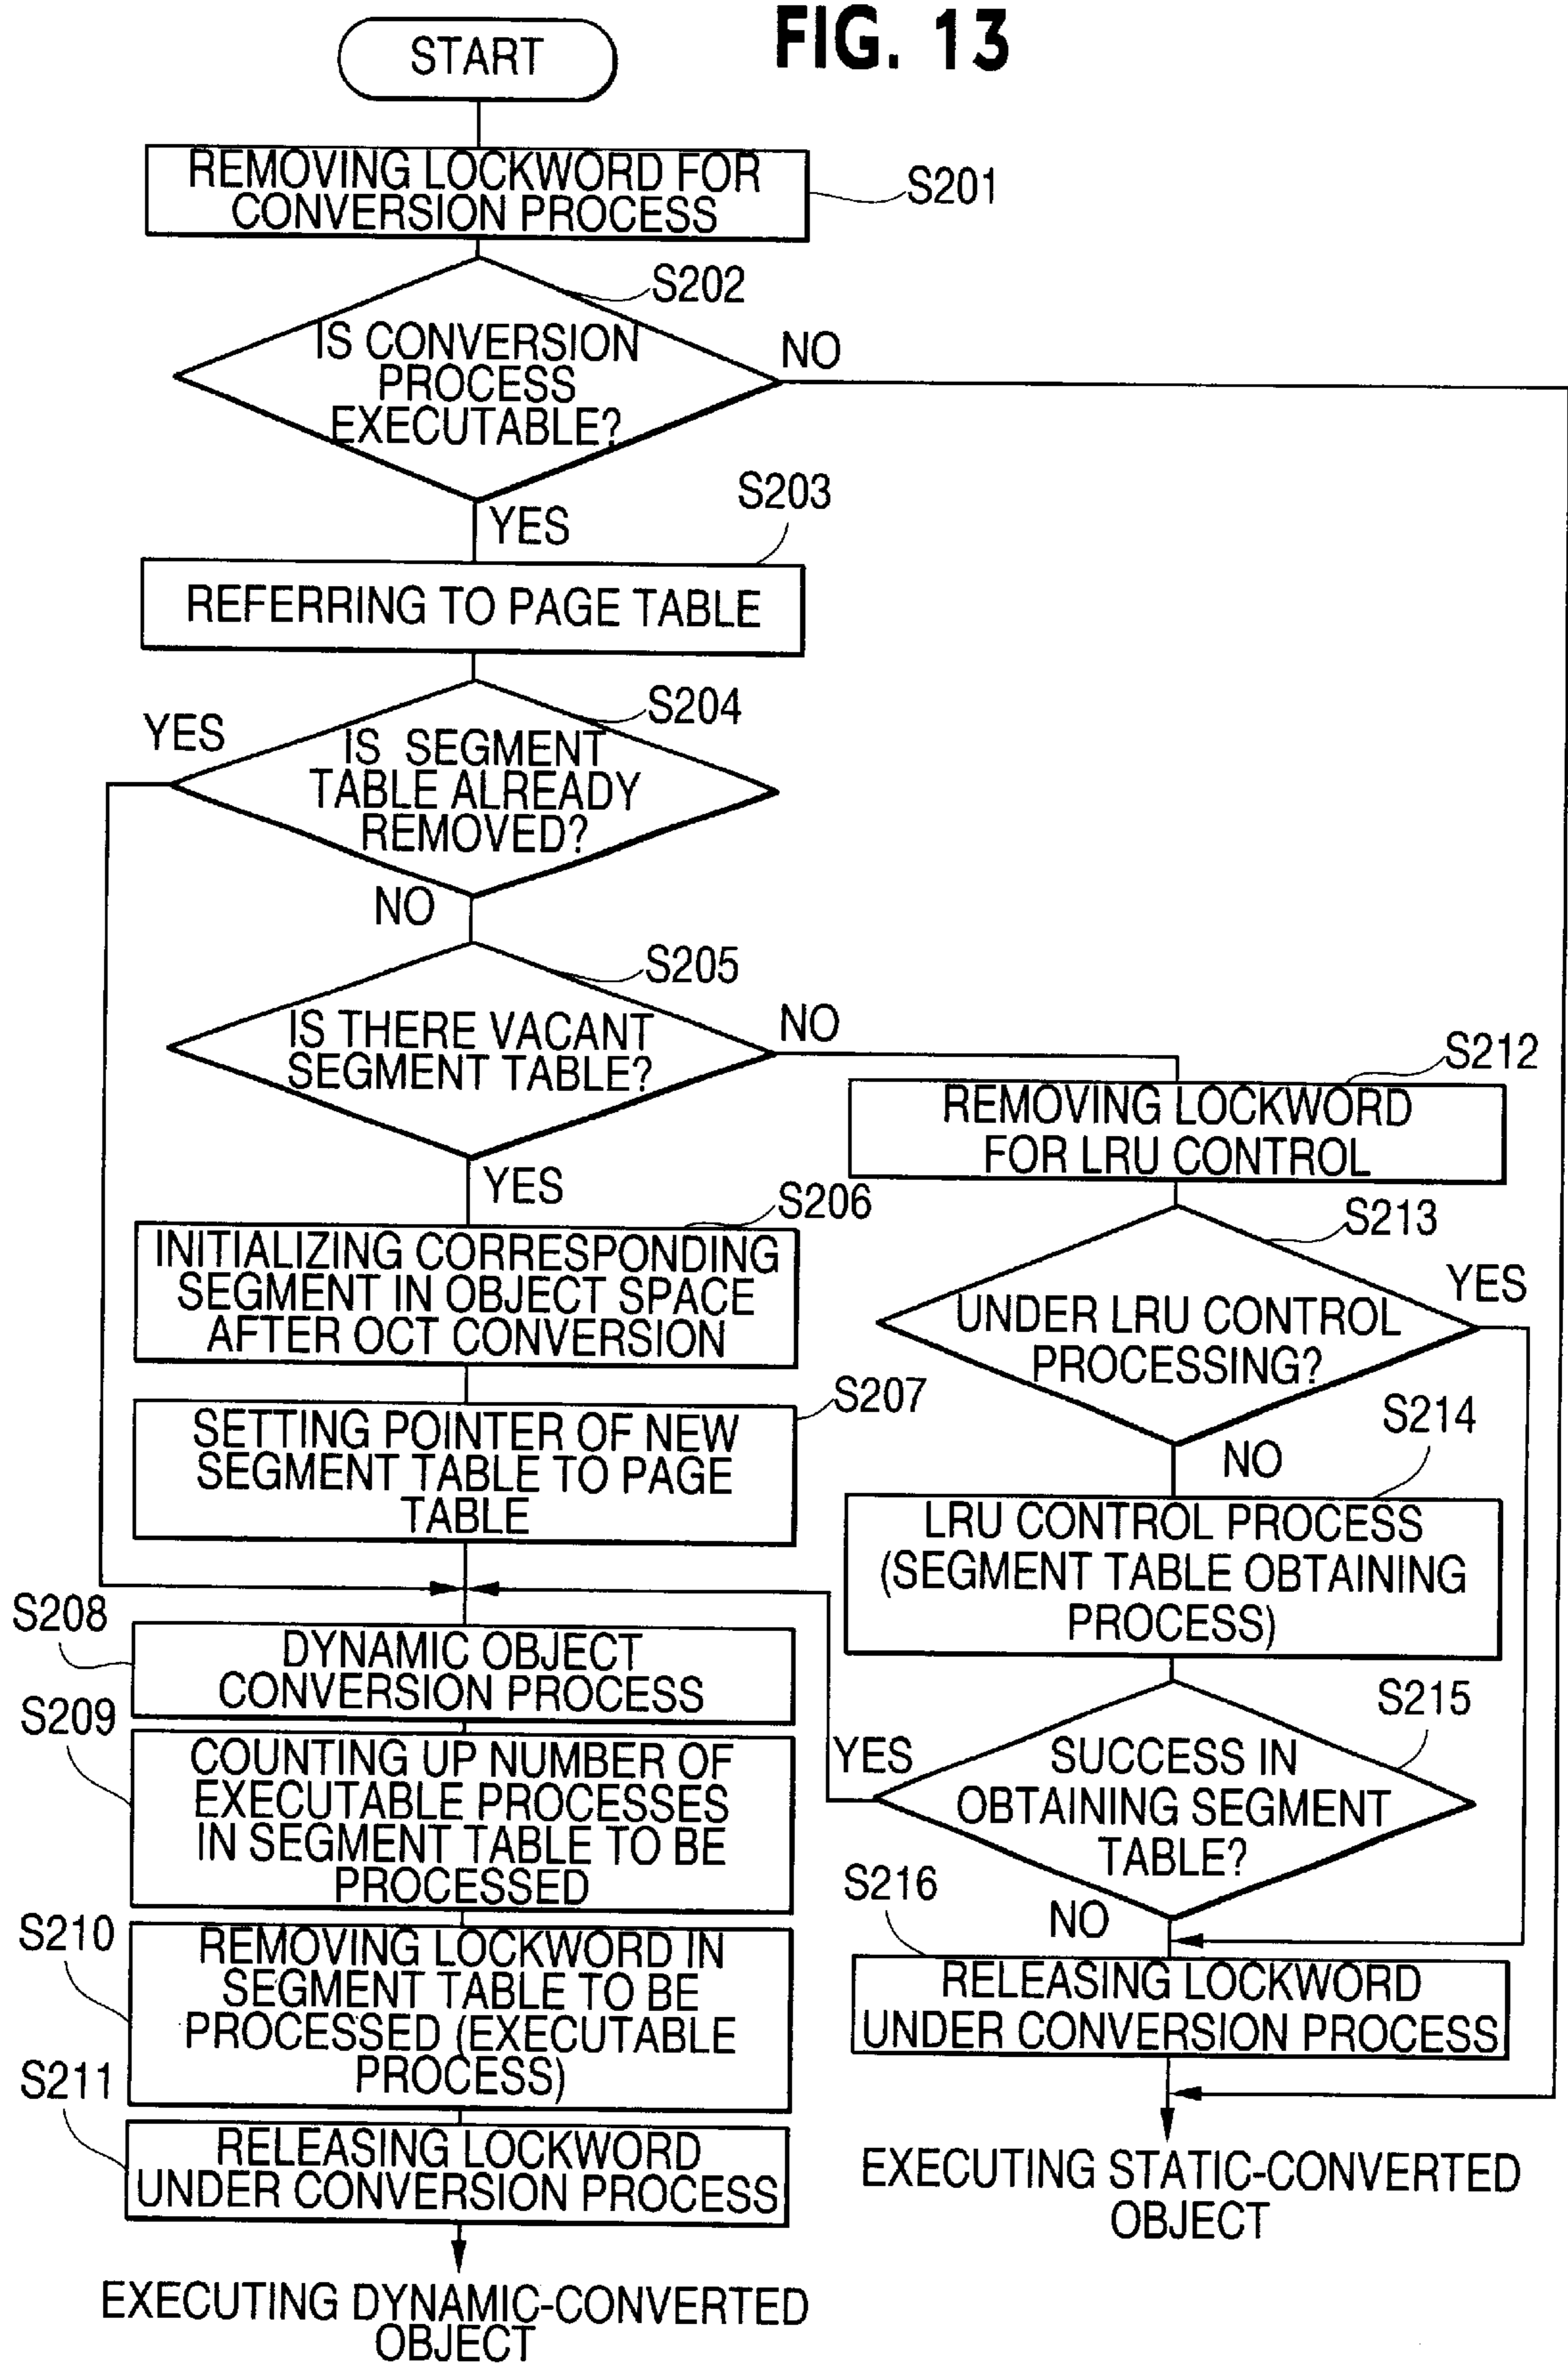 FIG. 13
START
REMOVING LOCKWORD FOR
CONVERSION PROCESS
S201
S202
IS CONVERSION
PROCESS
EXECUTABLE?
NO
YES
S203
REFERRING TO PAGE TABLE
S204
YES
IS SEGMENT
TABLE ALREADY
REMOVED?
NO
S205
IS THERE VACANT
SEGMENT TABLE?
NO
YES
S206
INITIALIZING CORRESPONDING
SEGMENT IN OBJECT SPACE
AFTER OCT CONVERSION
S207
SETTING POINTER OF NEW
SEGMENT TABLE TO PAGE
TABLE
S208
DYNAMIC OBJECT
CONVERSION PROCESS
S209
COUNTING UP NUMBER OF
EXECUTABLE PROCESSES
IN SEGMENT TABLE TO BE
PROCESSED
S210
REMOVING LOCKWORD IN
SEGMENT TABLE TO BE
PROCESSED (EXECUTABLE
PROCESS)
S211
RELEASING LOCKWORD
UNDER CONVERSION PROCESS
EXECUTING DYNAMIC-CONVERTED
OBJECT
S212
REMOVING LOCKWORD
FOR LRU CONTROL
S213
UNDER LRU CONTROL
PROCESSING?
YES
NO
S214
LRU CONTROL PROCESS
(SEGMENT TABLE OBTAINING
PROCESS)
S215
YES
SUCCESS IN
OBTAINING SEGMENT
TABLE?
NO
S216
RELEASING LOCKWORD
UNDER CONVERSION PROCESS
EXECUTING STATIC-CONVERTED
OBJECT